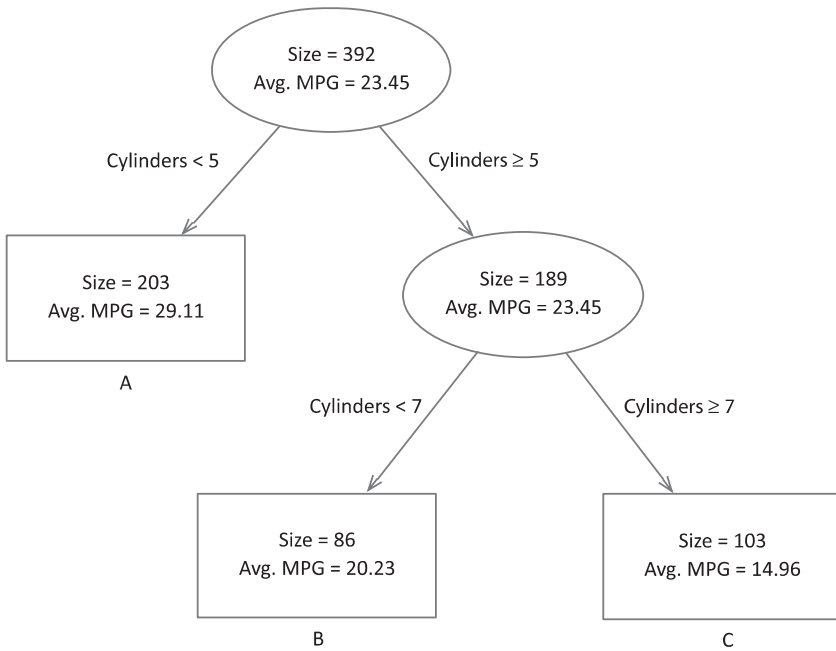 Size = 392
Avg. MPG = 23.45
Cylinders < 5
Cylinders ≥ 5
Size = 203
Avg. MPG = 29.11
A
Size = 189
Avg. MPG = 23.45
Cylinders < 7
Cylinders ≥ 7
Size = 86
Avg. MPG = 20.23
B
Size = 103
Avg. MPG = 14.96
C